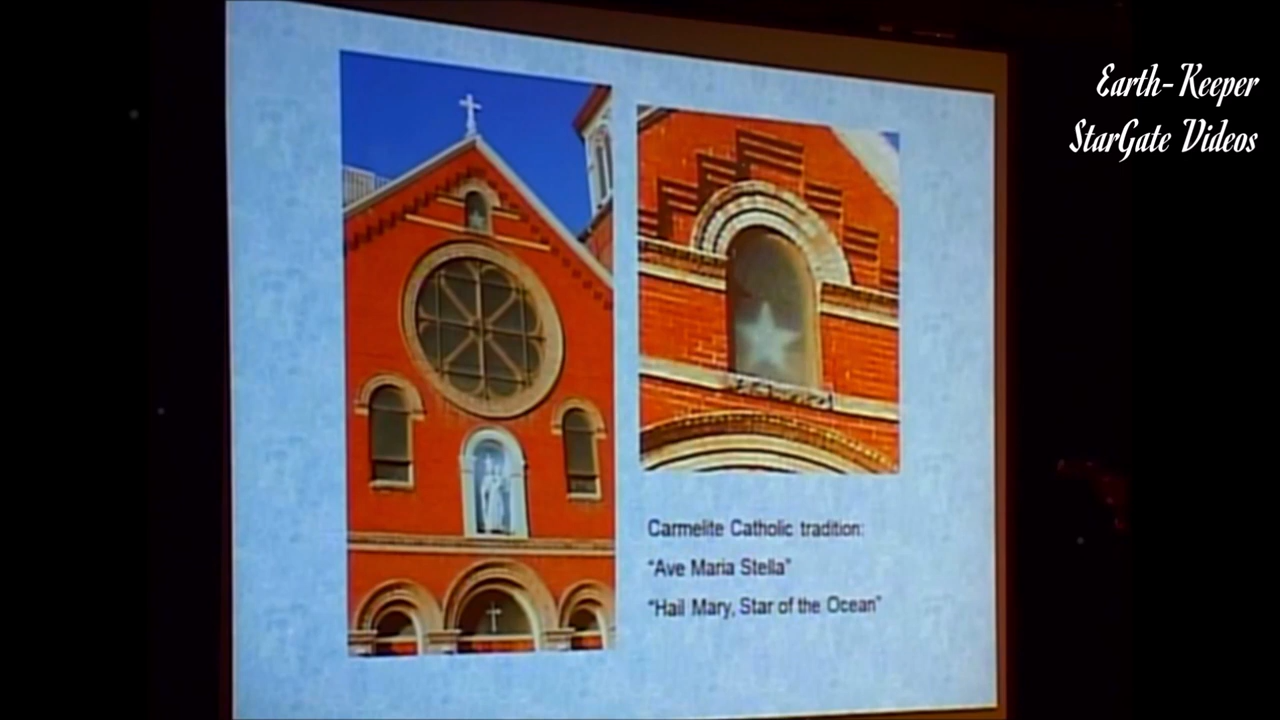 Earth-Keeper
StarGate Videos
Carmelite Catholic tradition:
"Ave Maria Stella"
"Hail Mary, Star of the Ocean"